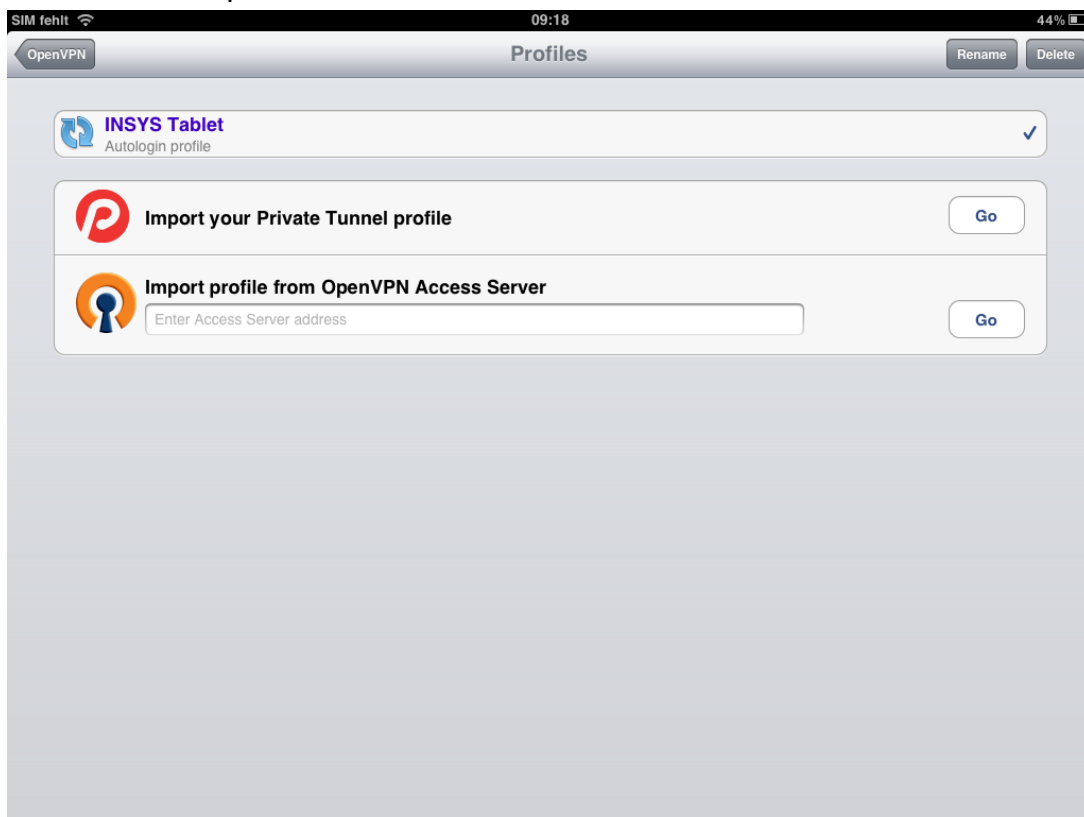 SIM fehlt 09:18 44%
OpenVPN Profiles Rename Delete
INSYS Tablet
Autologin profile
Import your Private Tunnel profile Go
Import profile from OpenVPN Access Server
Enter Access Server address Go